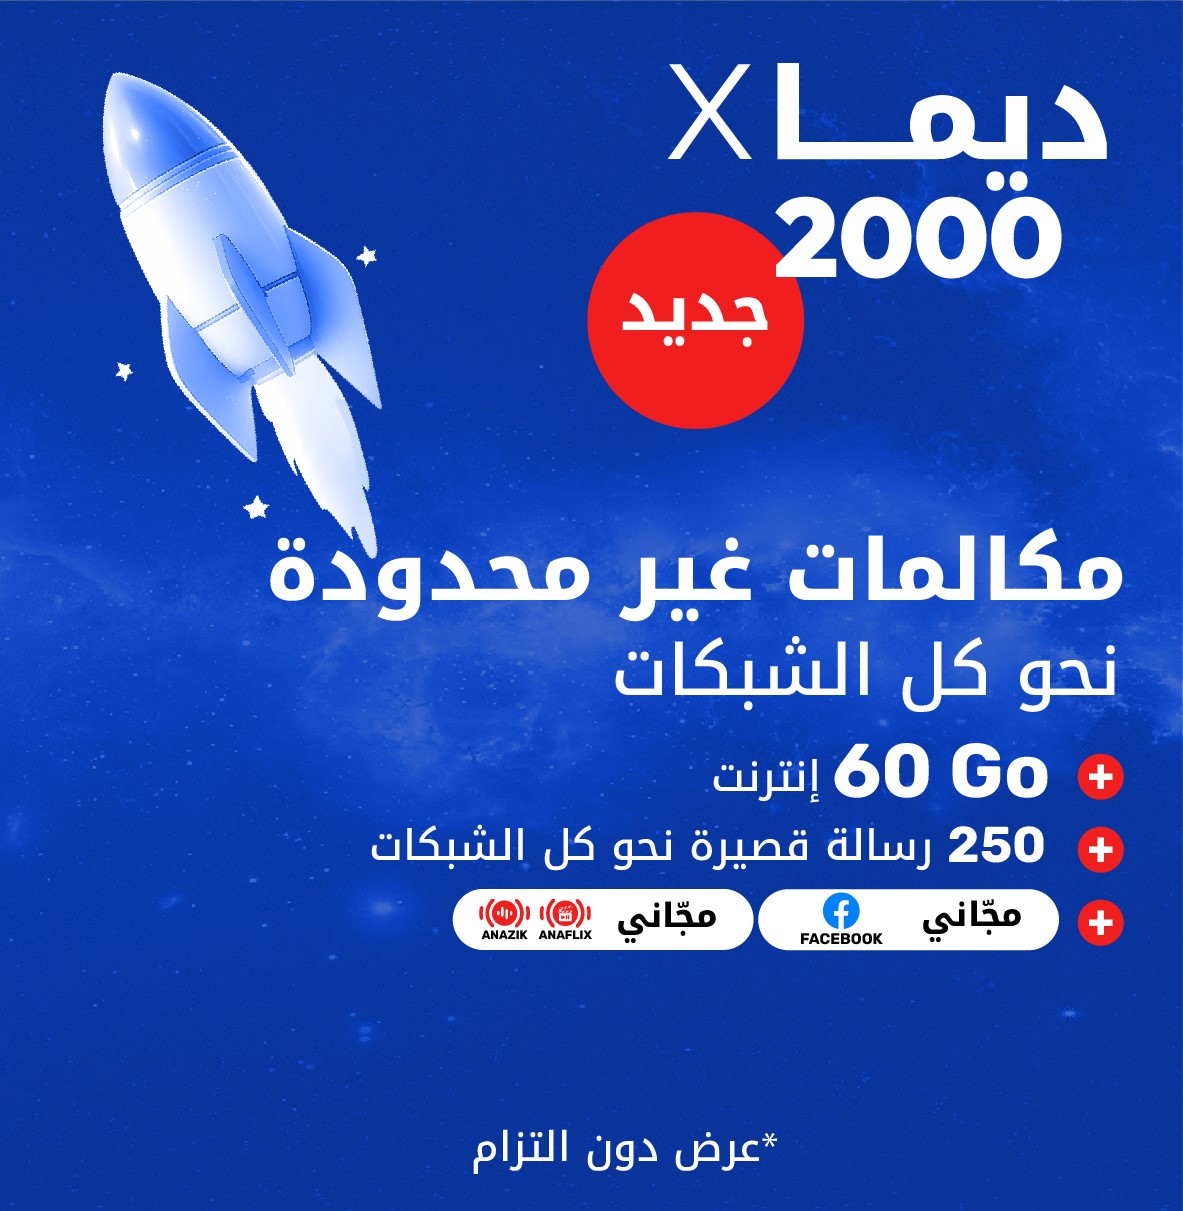 ديما X
2000
جديد
مكالمات غير محدودة
نحو كل الشبكات
+ 60 Go إنترنت
+ 250 رسالة قصيرة نحو كل الشبكات
+ مجّاني FACEBOOK مجّاني ANAFLIX ANAZIK
*عرض دون التزام